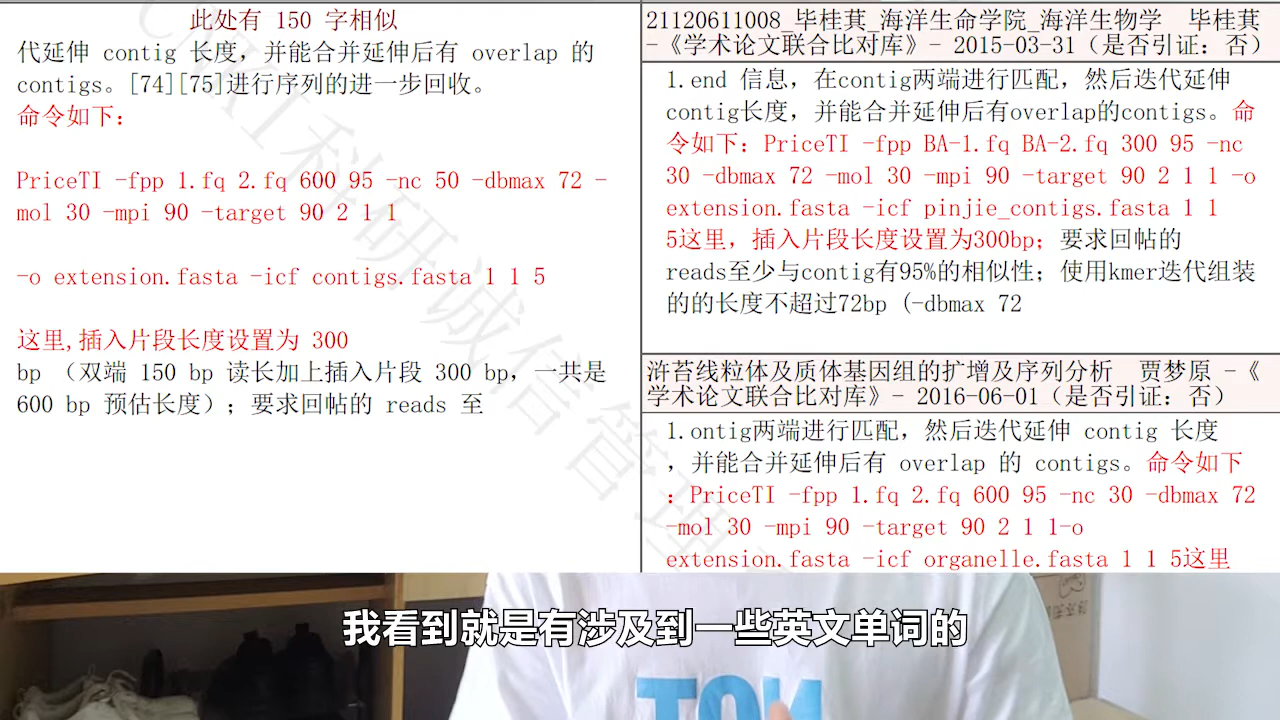 此处有 150 字相似
代延伸 contig 长度，并能合并延伸后有 overlap 的
contigs。[74][75]进行序列的进一步回收。
命令如下：
PriceTI -fpp 1.fq 2.fq 600 95 -nc 50 -dbmax 72 -
mol 30 -mpi 90 -target 90 2 1 1
-o extension.fasta -icf contigs.fasta 1 1 5
这里,插入片段长度设置为 300
bp （双端 150 bp 读长加上插入片段 300 bp，一共是
600 bp 预估长度）；要求回帖的 reads 至
21120611008_毕桂萁_海洋生命学院_海洋生物学 毕桂萁
-《学术论文联合比对库》- 2015-03-31（是否引证：否）
1.end 信息，在contig两端进行匹配，然后迭代延伸
contig长度，并能合并延伸后有overlap的contigs。命
令如下：PriceTI -fpp BA-1.fq BA-2.fq 300 95 -nc
30 -dbmax 72 -mol 30 -mpi 90 -target 90 2 1 1 -o
extension.fasta -icf pinjie_contigs.fasta 1 1
5这里，插入片段长度设置为300bp；要求回帖的
reads至少与contig有95%的相似性；使用kmer迭代组装
的的长度不超过72bp (-dbmax 72
浒苔线粒体及质体基因组的扩增及序列分析 贾梦原 -《
学术论文联合比对库》- 2016-06-01（是否引证：否）
1.ontig两端进行匹配，然后迭代延伸 contig 长度
，并能合并延伸后有 overlap 的 contigs。命令如下
：PriceTI -fpp 1.fq 2.fq 600 95 -nc 30 -dbmax 72
-mol 30 -mpi 90 -target 90 2 1 1-o
extension.fasta -icf organelle.fasta 1 1 5这里
CNKI科研诚信管理
我看到就是有涉及到一些英文单词的